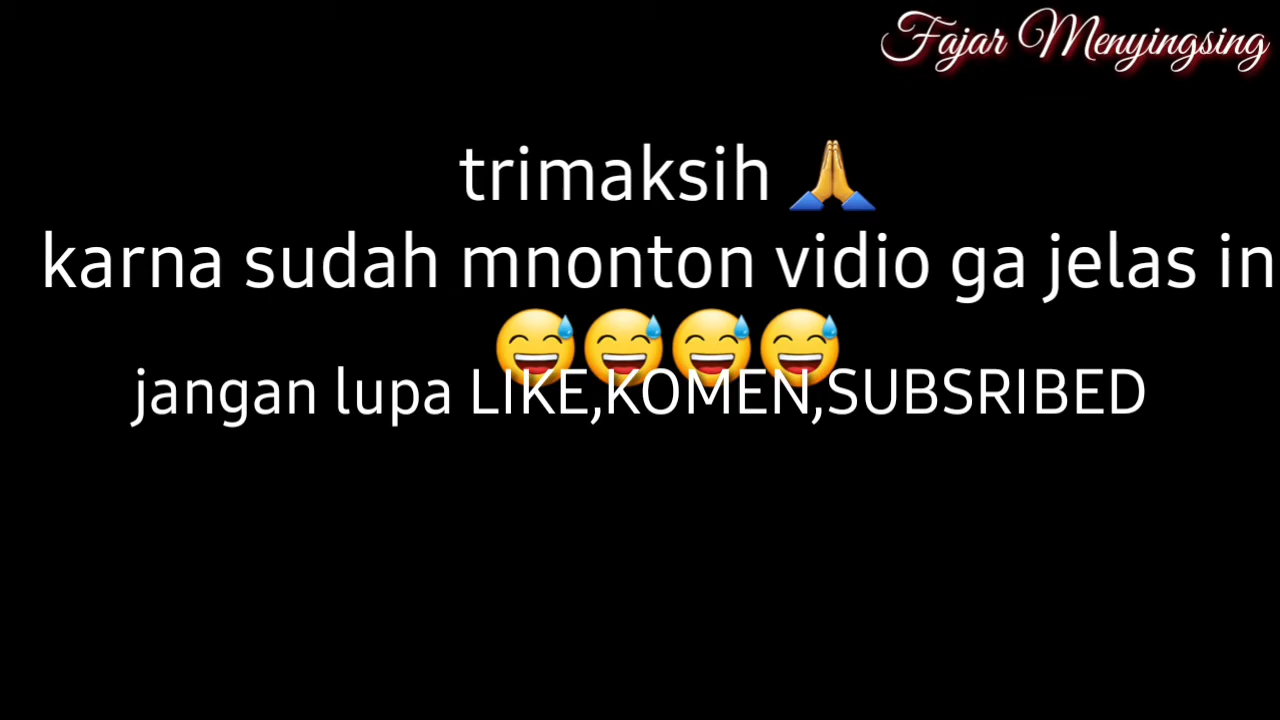 Fajar Menyingsing
trimaksih 🙏
karna sudah mnonton vidio ga jelas in
😅😅😅😅
jangan lupa LIKE,KOMEN,SUBSRIBED